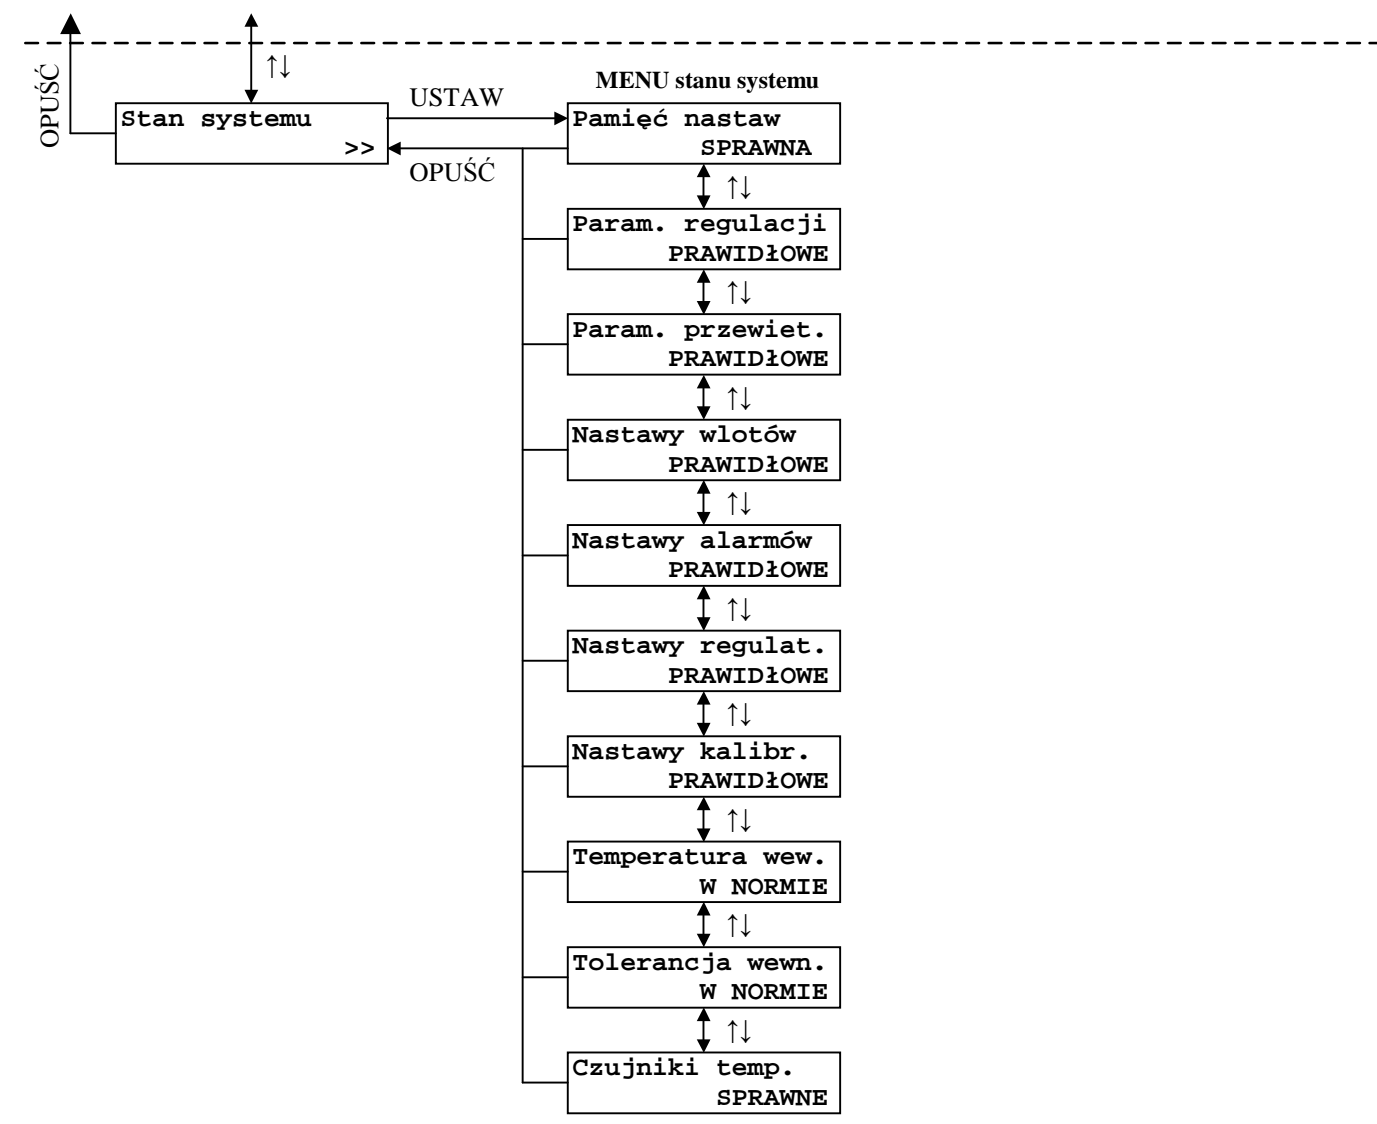 ↑↓
OPUŚĆ
MENU stanu systemu
Stan systemu
>>
USTAW
OPUŚĆ
Pamięć nastaw
SPRAWNA
↑↓
Param. regulacji
PRAWIDłOWE
↑↓
Param. przewiet.
PRAWIDłOWE
↑↓
Nastawy wlotów
PRAWIDłOWE
↑↓
Nastawy alarmów
PRAWIDłOWE
↑↓
Nastawy regulat.
PRAWIDłOWE
↑↓
Nastawy kalibr.
PRAWIDłOWE
↑↓
Temperatura wew.
W NORMIE
↑↓
Tolerancja wewn.
W NORMIE
↑↓
Czujniki temp.
SPRAWNE